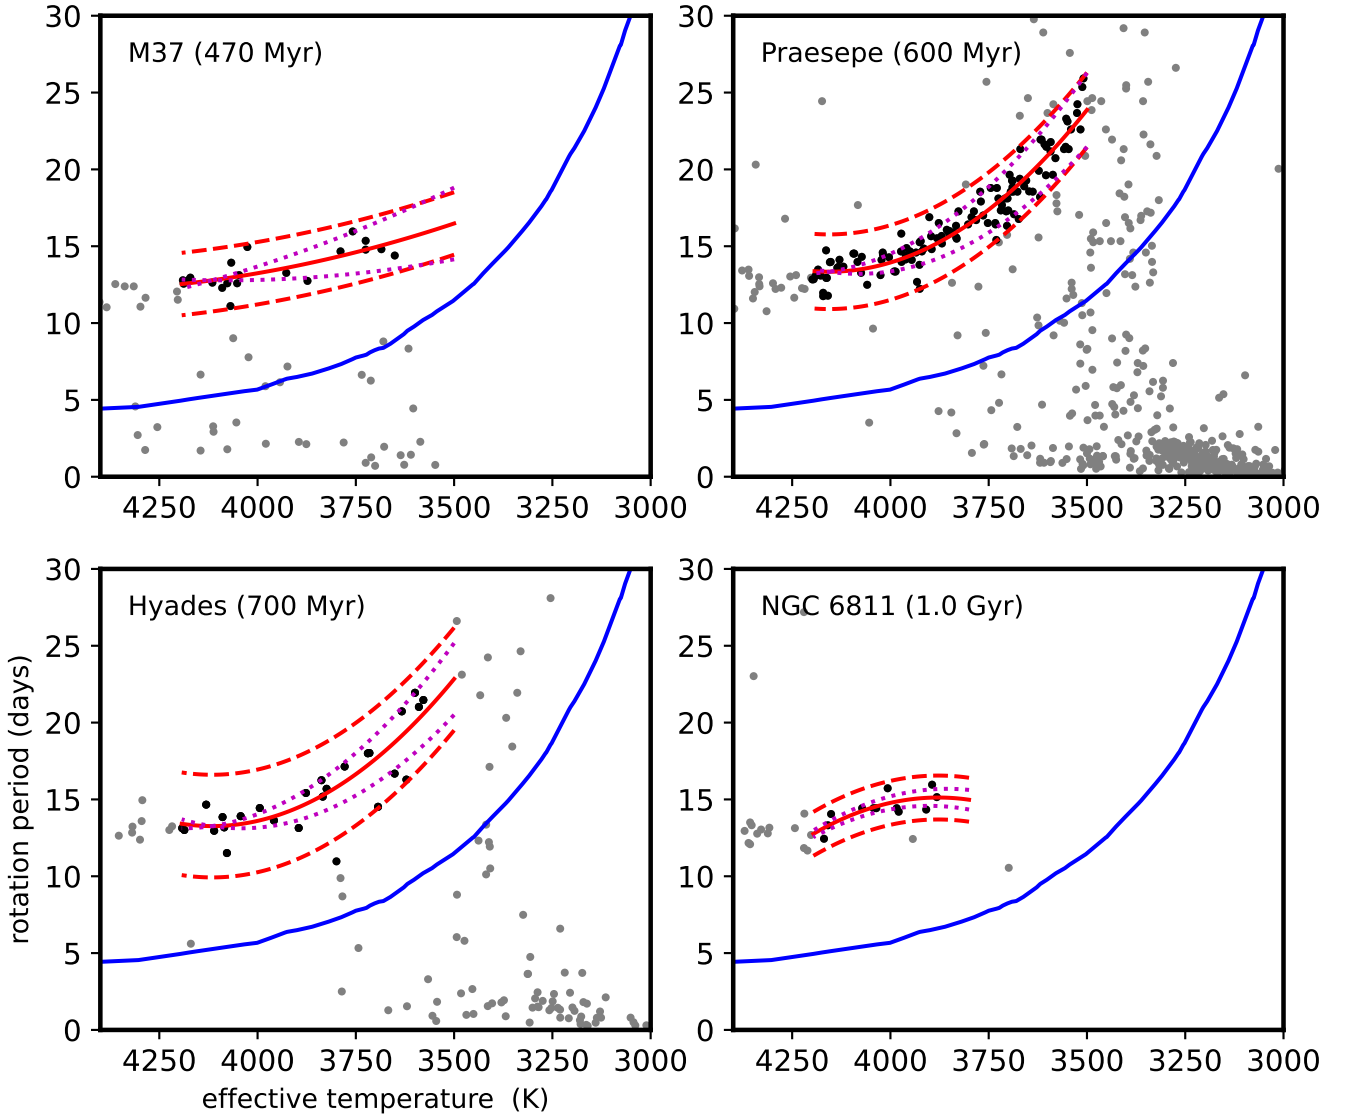 30
25
20
15
10
5
0
M37 (470 Myr)
4250 4000 3750 3500 3250 3000
30
25
20
15
10
5
0
Praesepe (600 Myr)
4250 4000 3750 3500 3250 3000
rotation period (days)
30
25
20
15
10
5
0
Hyades (700 Myr)
4250 4000 3750 3500 3250 3000
effective temperature (K)
30
25
20
15
10
5
0
NGC 6811 (1.0 Gyr)
4250 4000 3750 3500 3250 3000